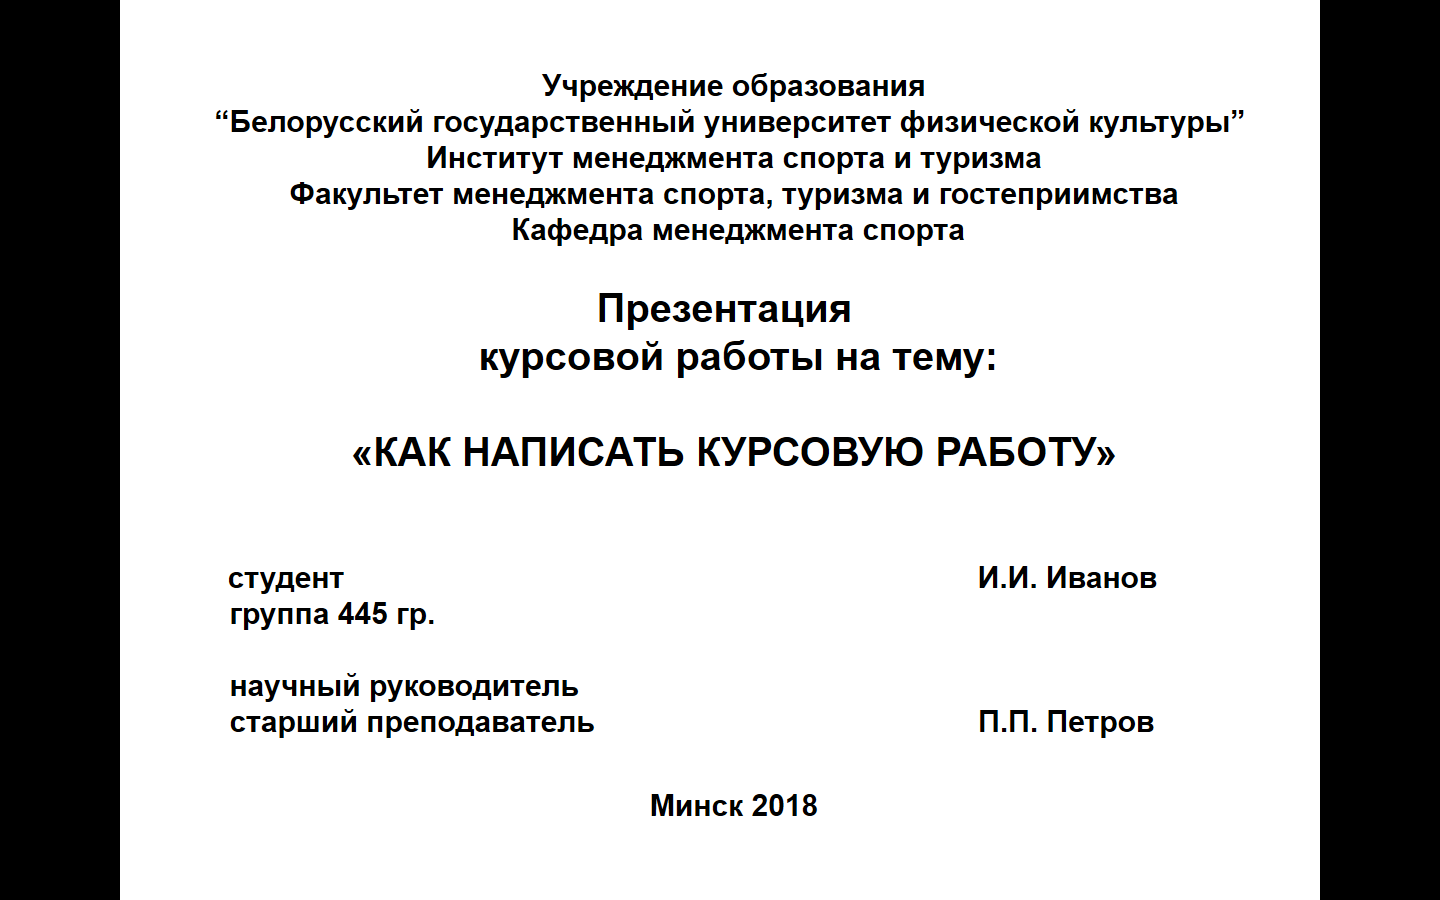 Учреждение образования
“Белорусский государственный университет физической культуры”
Институт менеджмента спорта и туризма
Факультет менеджмента спорта, туризма и гостеприимства
Кафедра менеджмента спорта
Презентация
курсовой работы на тему:
«КАК НАПИСАТЬ КУРСОВУЮ РАБОТУ»
студент И.И. Иванов
группа 445 гр.
научный руководитель
старший преподаватель П.П. Петров
Минск 2018